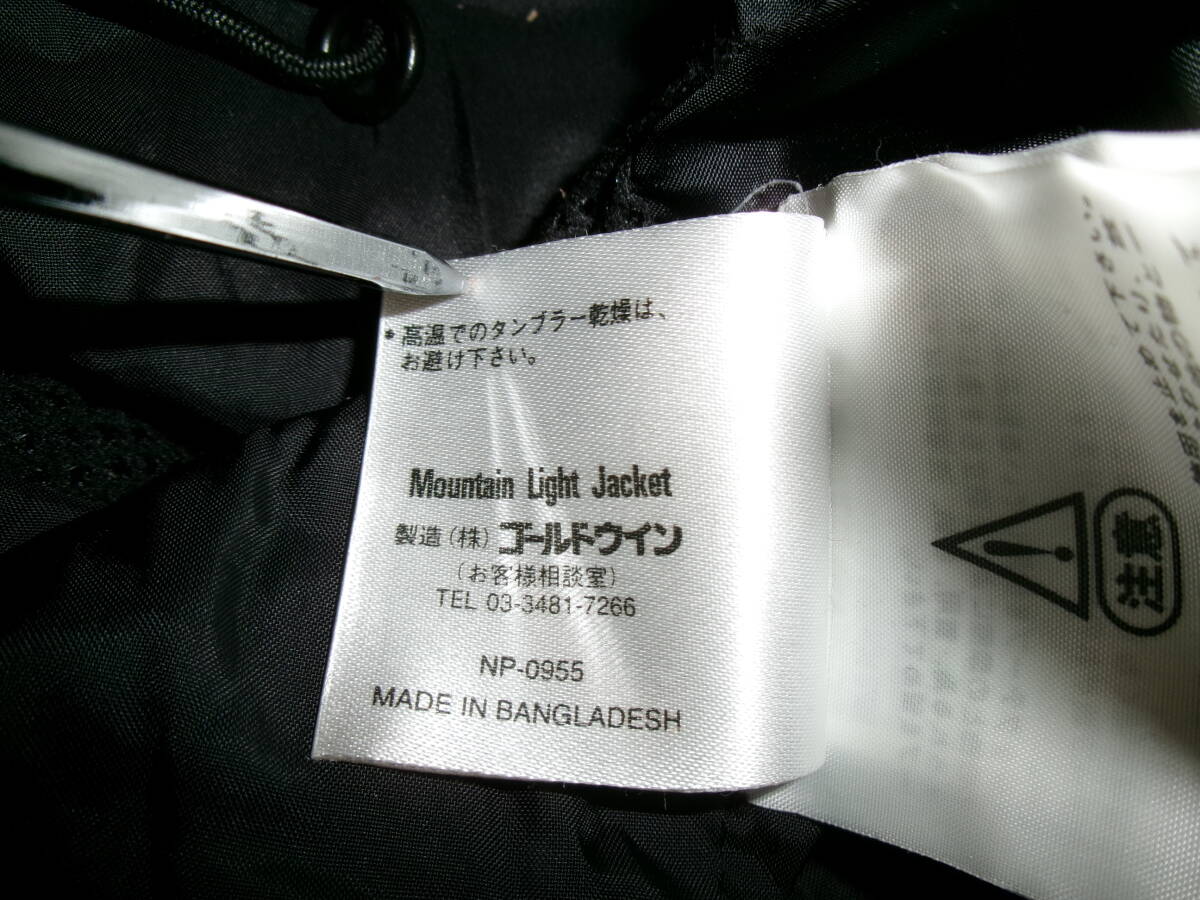 * 高温でのタンブラー乾燥は、
お避け下さい。
Mountain Light Jacket
製造(株)ゴールドウイン
(お客様相談室)
TEL 03-3481-7266
NP-0955
MADE IN BANGLADESH
注意